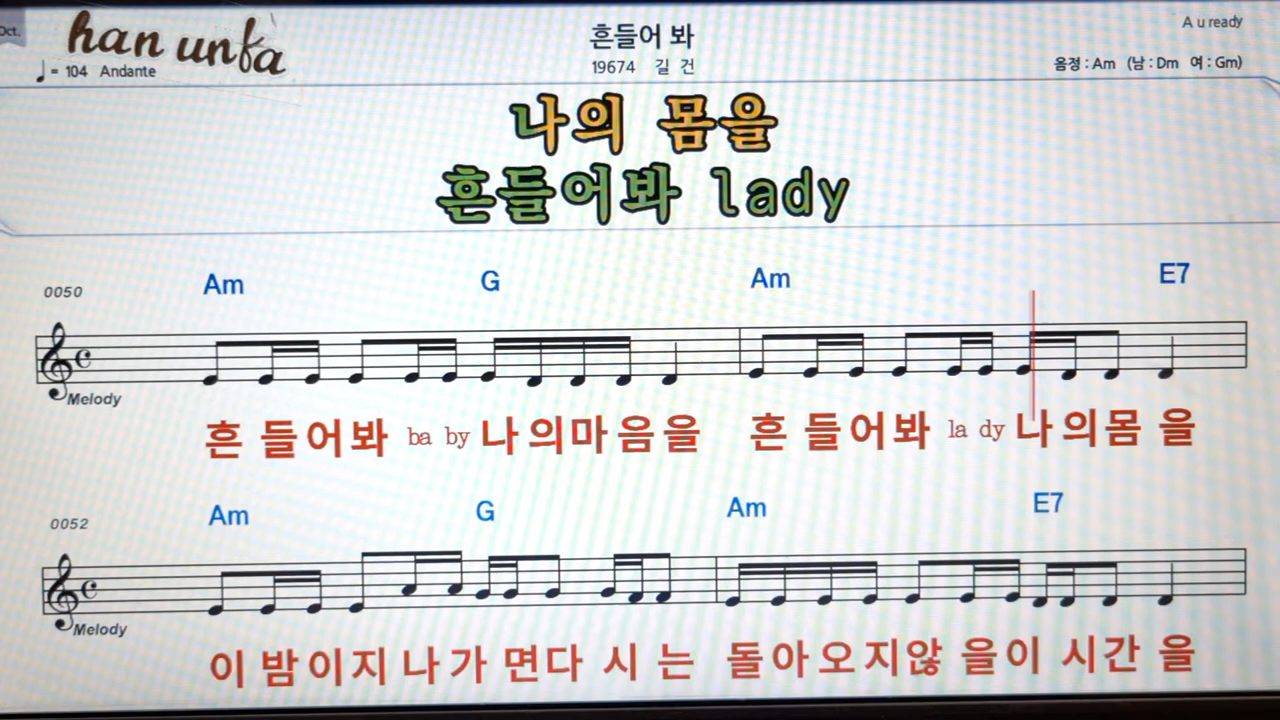 Oct.
han unfa
♩= 104 Andante
흔들어 봐
19674 길 건
A u ready
음정 : Am (남 : Dm 여 : Gm)
나의 몸을
흔들어봐 lady
0050 Am G Am E7
Melody
흔 들어봐 ba by 나의마음을 흔 들어봐 la dy 나의몸 을
0052 Am G Am E7
Melody
이 밤이지나가 면다 시 는 돌아오지않 을이 시간 을